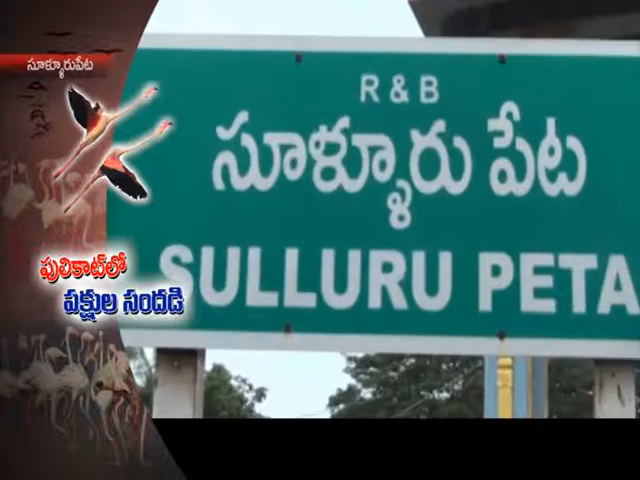 సూళ్ళూరుపేట
R & B
సూళ్ళూరు పేట
SULLURU PETA
పులికాట్‌లో
పక్షుల సందడి